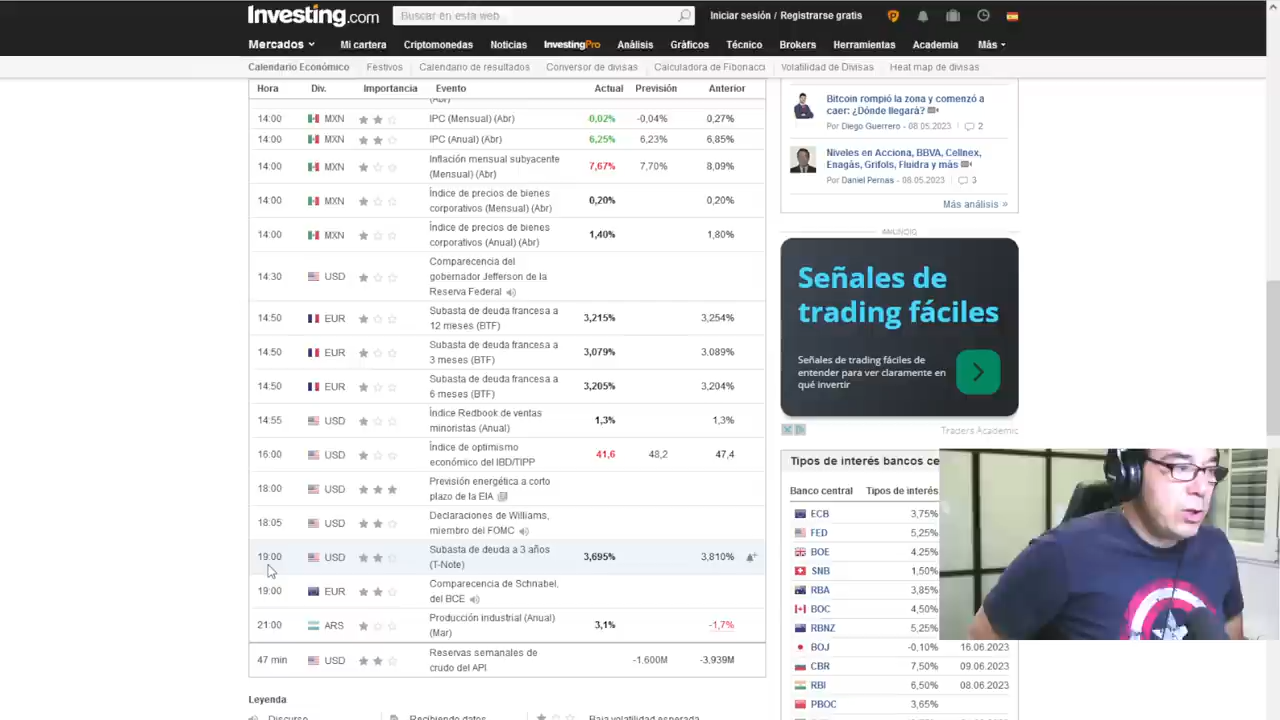 Investing.com
Buscar en esta web
Iniciar sesión / Registrarse gratis
Mercados
Mi cartera
Criptomonedas
Noticias
InvestingPro
Análisis
Gráficos
Técnico
Brokers
Herramientas
Academia
Más
Calendario Económico
Festivos
Calendario de resultados
Conversor de divisas
Calculadora de Fibonacci
Volatilidad de Divisas
Heat map de divisas
Hora Div. Importancia Evento Actual Previsión Anterior
(Abr)
14:00 MXN IPC (Mensual) (Abr) -0,02% -0,04% 0,27%
14:00 MXN IPC (Anual) (Abr) 6,25% 6,23% 6,85%
14:00 MXN Inflación mensual subyacente (Mensual) (Abr) 7,67% 7,70% 8,09%
14:00 MXN Índice de precios de bienes corporativos (Mensual) (Abr) 0,20% 0,20%
14:00 MXN Índice de precios de bienes corporativos (Anual) (Abr) 1,40% 1,80%
14:30 USD Comparecencia del gobernador Jefferson de la Reserva Federal
14:50 EUR Subasta de deuda francesa a 12 meses (BTF) 3,215% 3,254%
14:50 EUR Subasta de deuda francesa a 3 meses (BTF) 3,079% 3.089%
14:50 EUR Subasta de deuda francesa a 6 meses (BTF) 3,205% 3,204%
14:55 USD Índice Redbook de ventas minoristas (Anual) 1,3% 1,3%
16:00 USD Índice de optimismo económico del IBD/TIPP 41,6 48,2 47,4
18:00 USD Previsión energética a corto plazo de la EIA
18:05 USD Declaraciones de Williams, miembro del FOMC
19:00 USD Subasta de deuda a 3 años (T-Note) 3,695% 3,810%
19:00 EUR Comparecencia de Schnabel, del BCE
21:00 ARS Producción industrial (Anual) (Mar) 3,1% -1,7%
47 min USD Reservas semanales de crudo del API -1.600M -3.939M
Leyenda
Discurso
Recibiendo datos
Baja volatilidad esperada
Bitcoin rompió la zona y comenzó a
caer: ¿Dónde llegará?
Por Diego Guerrero - 08.05.2023 2
Niveles en Acciona, BBVA, Cellnex,
Enagás, Grifols, Fluidra y más
Por Daniel Pernas - 08.05.2023 3
Más análisis »
ANUNCIO
Señales de
trading fáciles
Señales de trading fáciles de
entender para ver claramente en
qué invertir
Traders Academic
Tipos de interés bancos ce
Banco central Tipos de interés
ECB 3,75%
FED 5,25%
BOE 4,25%
SNB 1,50%
RBA 3,85%
BOC 4,50%
RBNZ 5,25%
BOJ -0,10% 16.06.2023
CBR 7,50% 09.06.2023
RBI 6,50% 08.06.2023
PBOC 3,65%